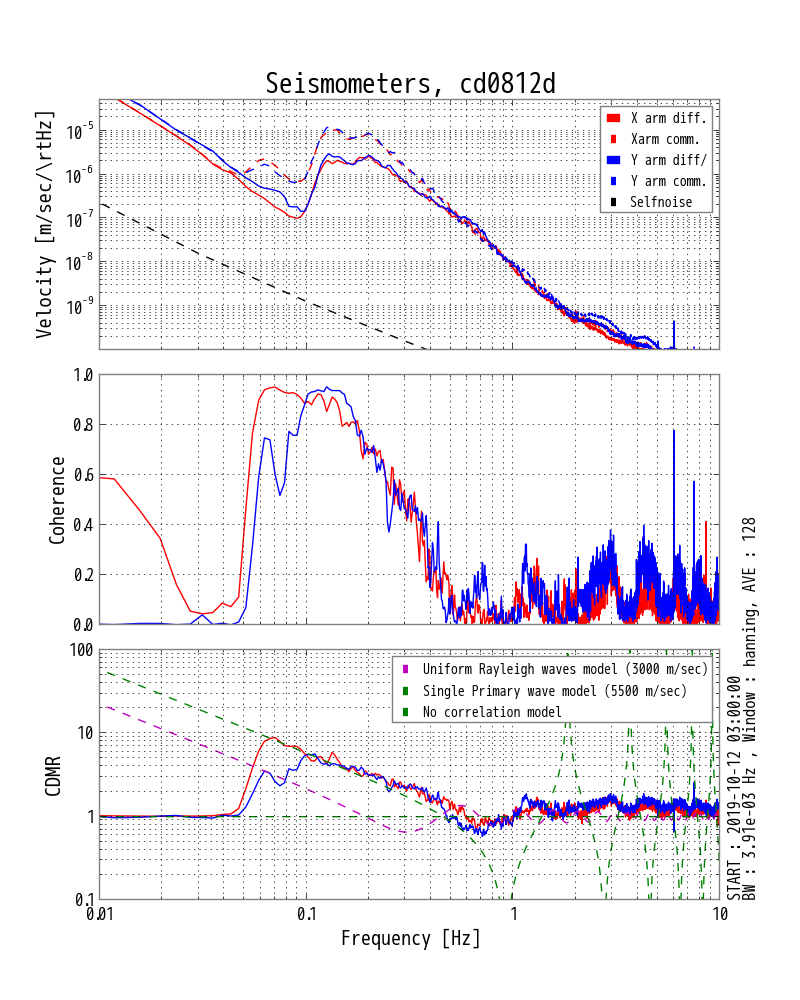 Seismometers, cd0812d
Velocity [m/sec/\rtHz]
10^-5
10^-6
10^-7
10^-8
10^-9
X arm diff.
Xarm comm.
Y arm diff/
Y arm comm.
Selfnoise
Coherence
1.0
0.8
0.6
0.4
0.2
0.0
CDMR
100
10
1
0.1
Uniform Rayleigh waves model (3000 m/sec)
Single Primary wave model (5500 m/sec)
No correlation model
0.01
0.1
1
10
Frequency [Hz]
START : 2019-10-12 03:00:00
BW : 3.91e-03 Hz , Window : hanning, AVE : 128